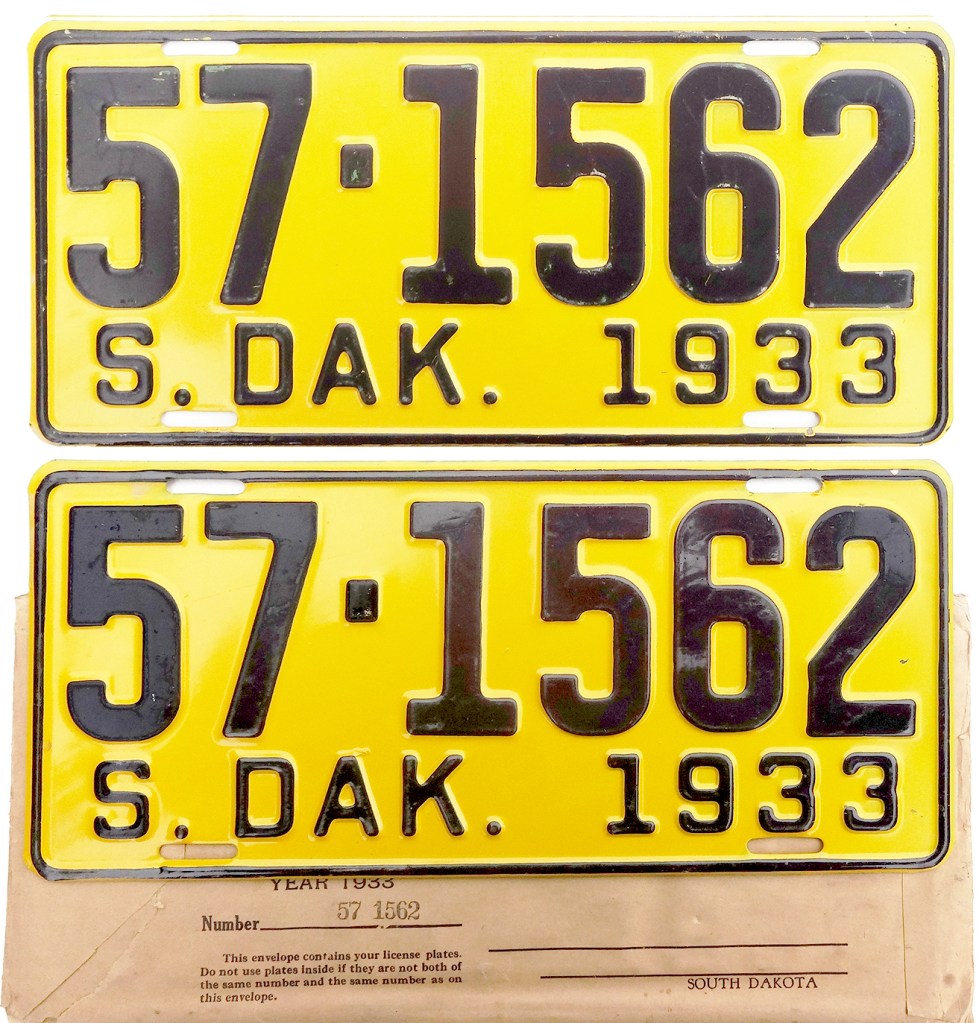 57·1562
S. DAK. 1933
57·1562
S. DAK. 1933
YEAR 1933
Number 57 1562
This envelope contains your license plates.
Do not use plates inside if they are not both of
the same number and the same number as on
this envelope.
SOUTH DAKOTA